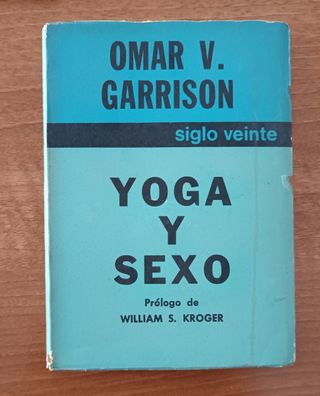 OMAR V.
GARRISON
siglo veinte
YOGA
Y
SEXO
Prólogo de
WILLIAM S. KROGER